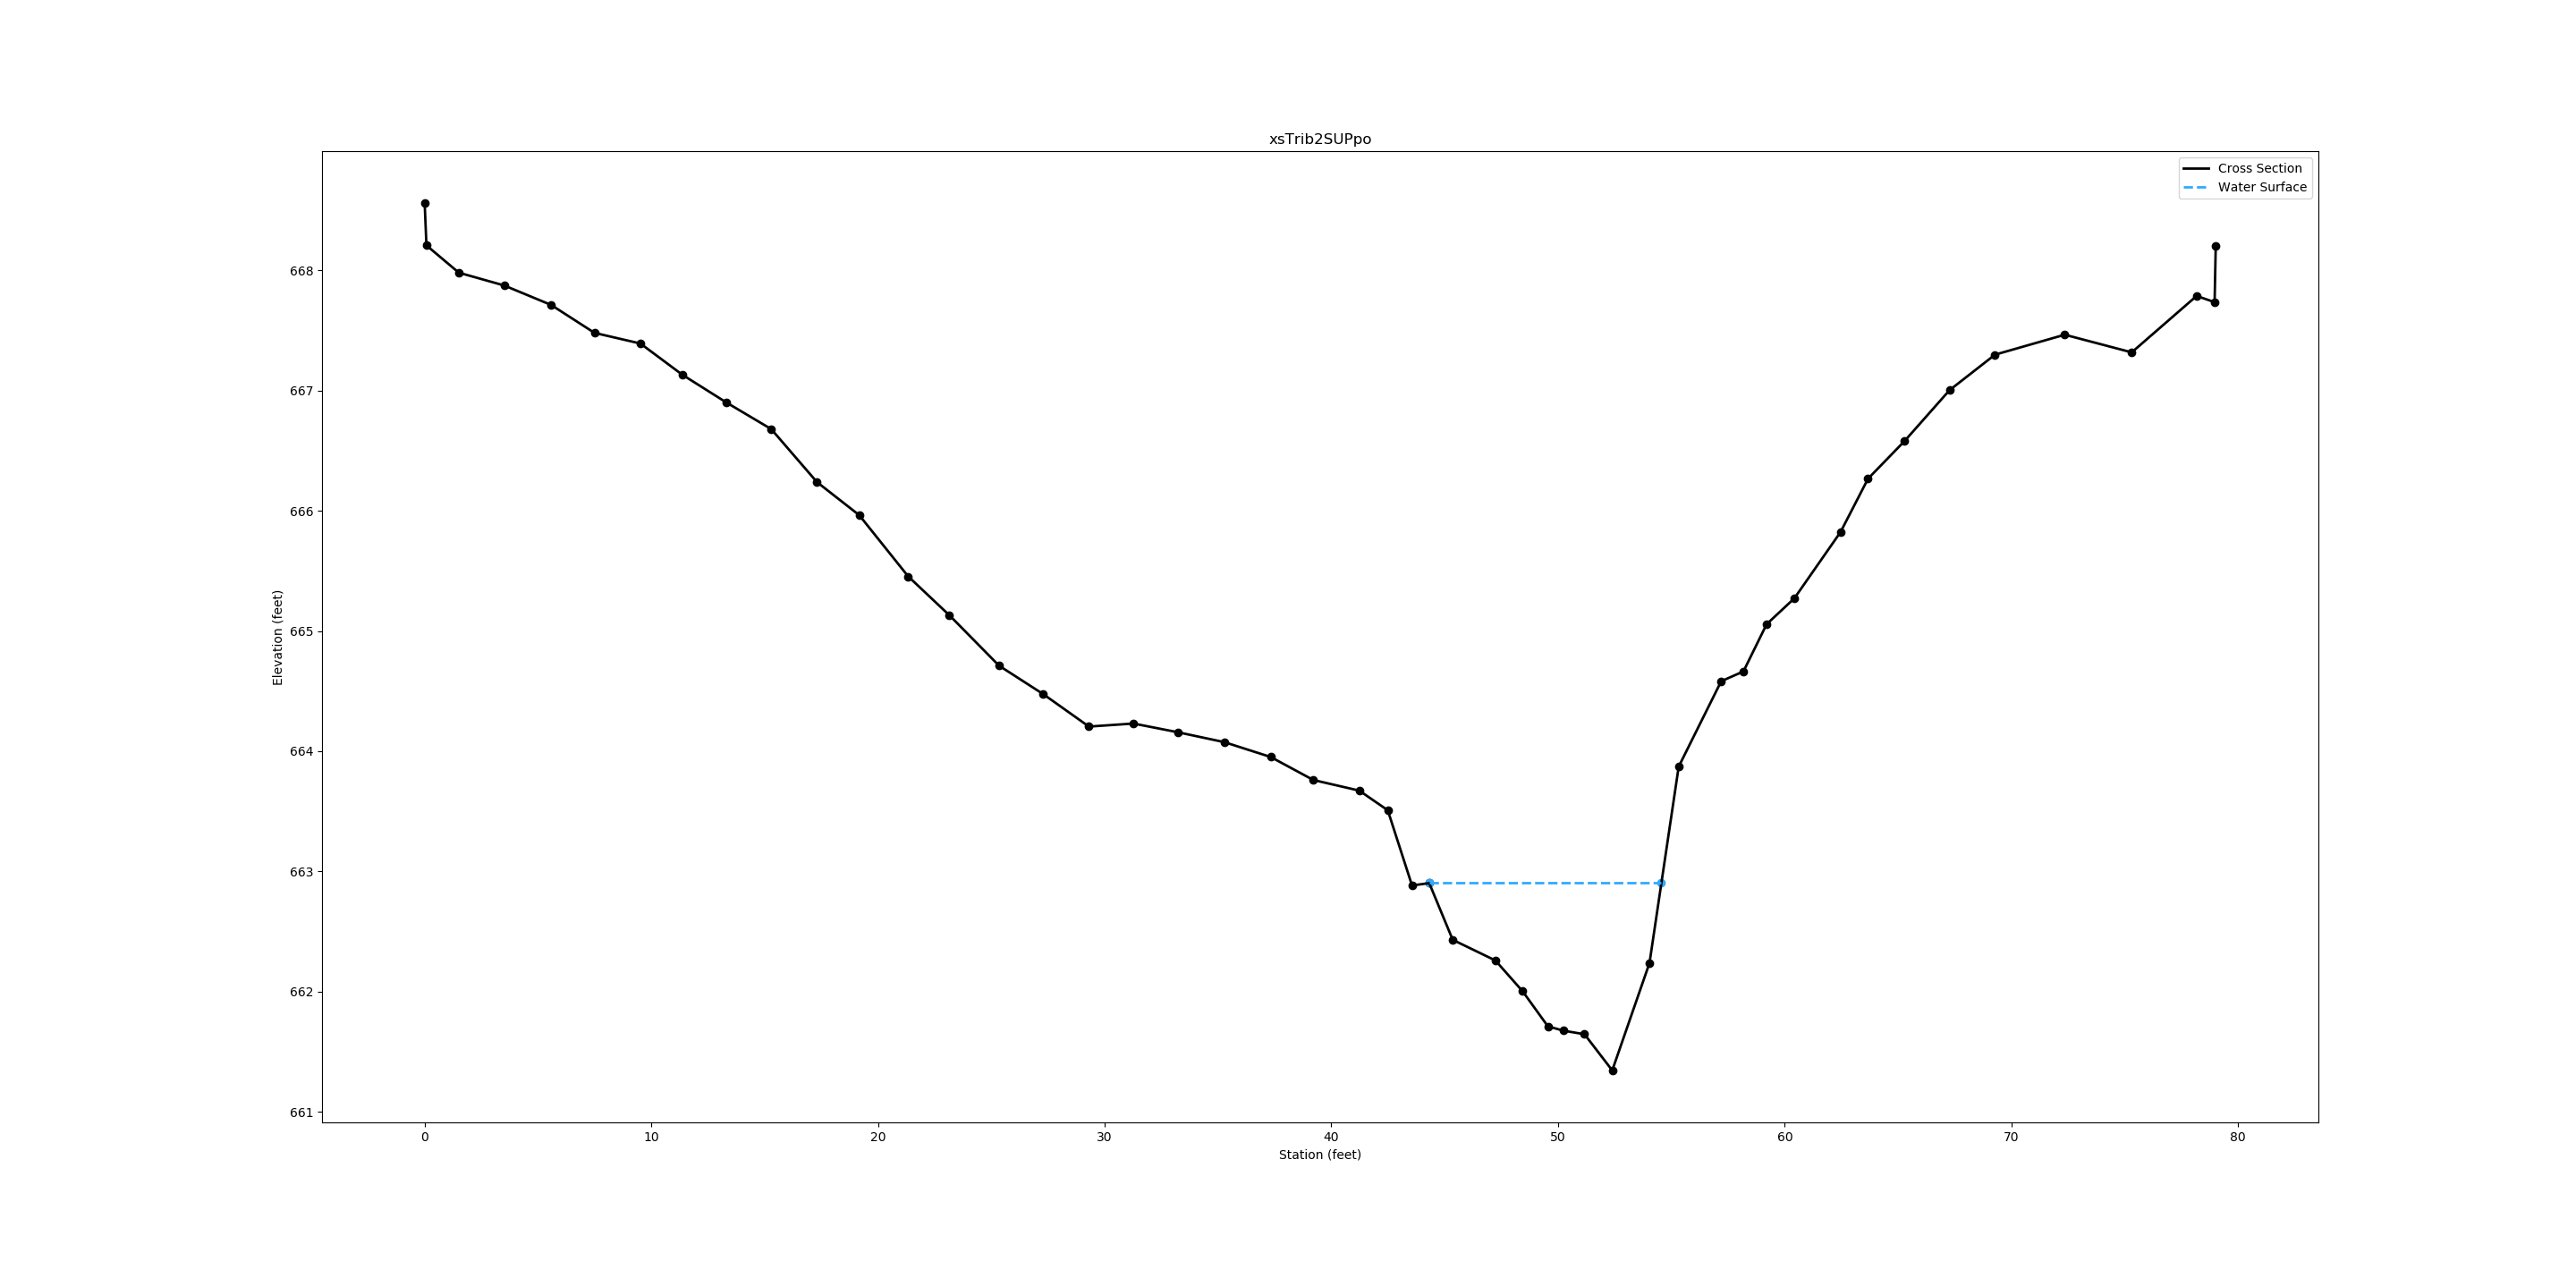 xsTrib2SUPpo
Cross Section
Water Surface
Elevation (feet)
668
667
666
665
664
663
662
661
0 10 20 30 40 50 60 70 80
Station (feet)